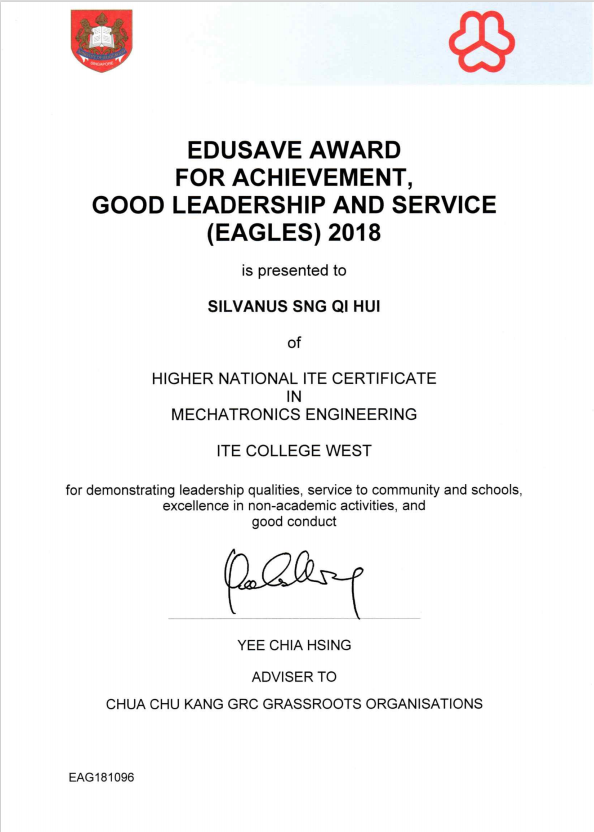 EDUSAVE AWARD
FOR ACHIEVEMENT,
GOOD LEADERSHIP AND SERVICE
(EAGLES) 2018
is presented to
SILVANUS SNG QI HUI
of
HIGHER NATIONAL ITE CERTIFICATE
IN
MECHATRONICS ENGINEERING
ITE COLLEGE WEST
for demonstrating leadership qualities, service to community and schools,
excellence in non-academic activities, and
good conduct
YEE CHIA HSING
ADVISER TO
CHUA CHU KANG GRC GRASSROOTS ORGANISATIONS
EAG181096